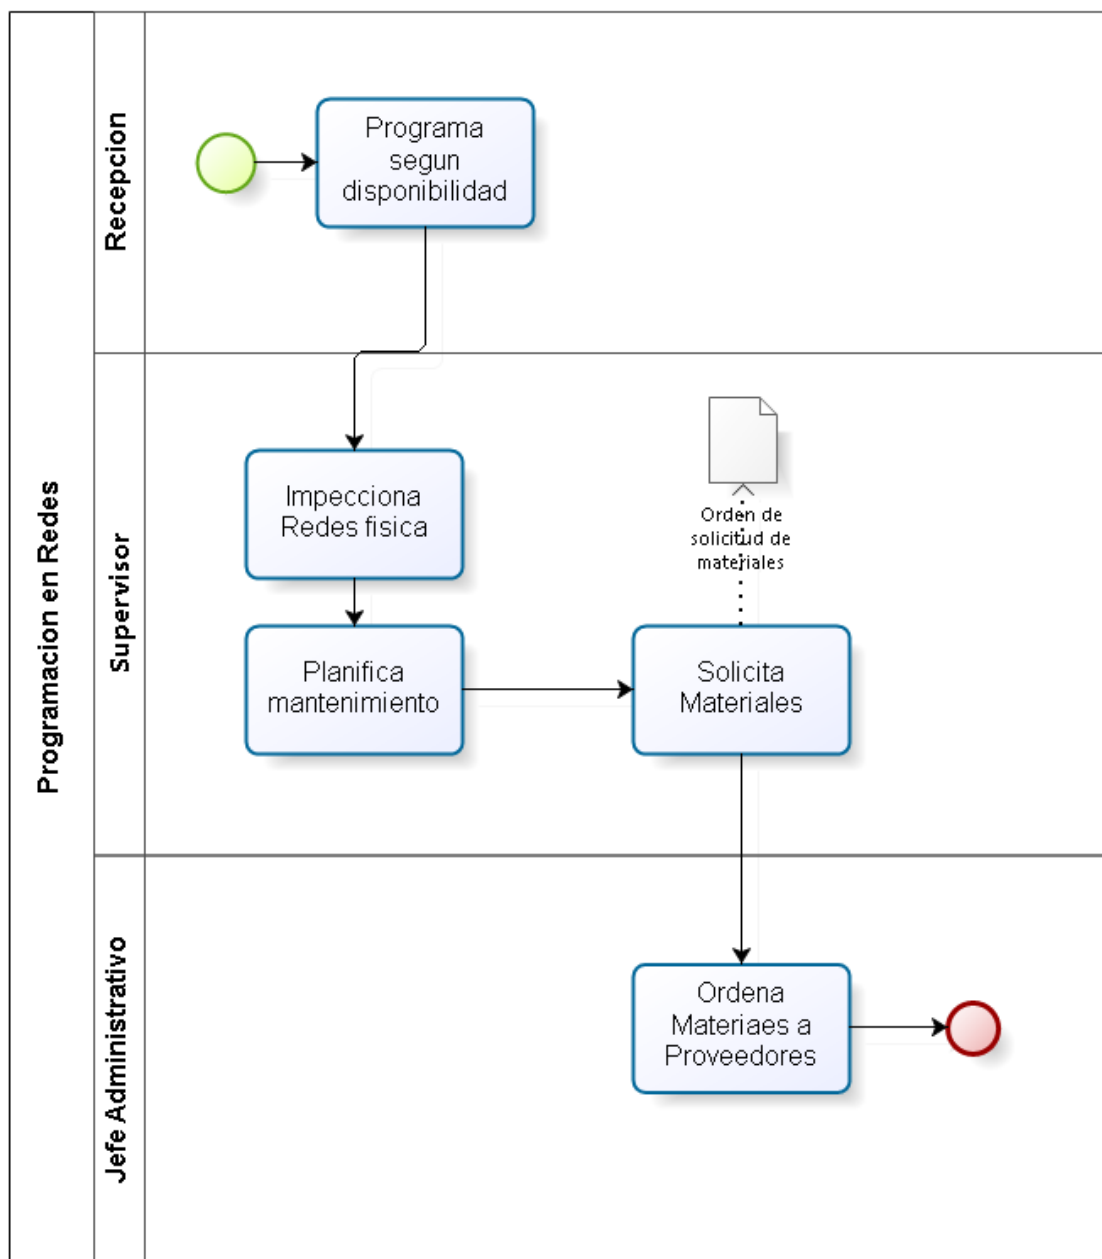 Programacion en Redes
Recepcion
Programa
segun
disponibilidad
Supervisor
Impecciona
Redes fisica
Orden de
solicitud de
materiales
Planifica
mantenimiento
Solicita
Materiales
Jefe Administrativo
Ordena
Materiaes a
Proveedores